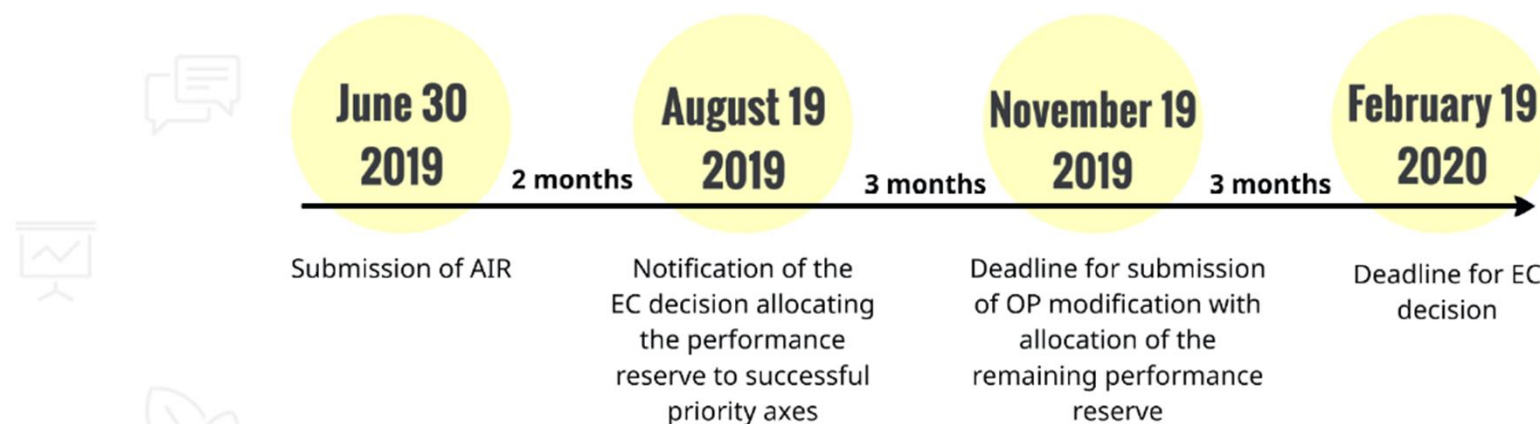 June 30
2019
2 months
August 19
2019
3 months
November 19
2019
3 months
February 19
2020
Submission of AIR
Notification of the
EC decision allocating
the performance
reserve to successful
priority axes
Deadline for submission
of OP modification with
allocation of the
remaining performance
reserve
Deadline for EC
decision